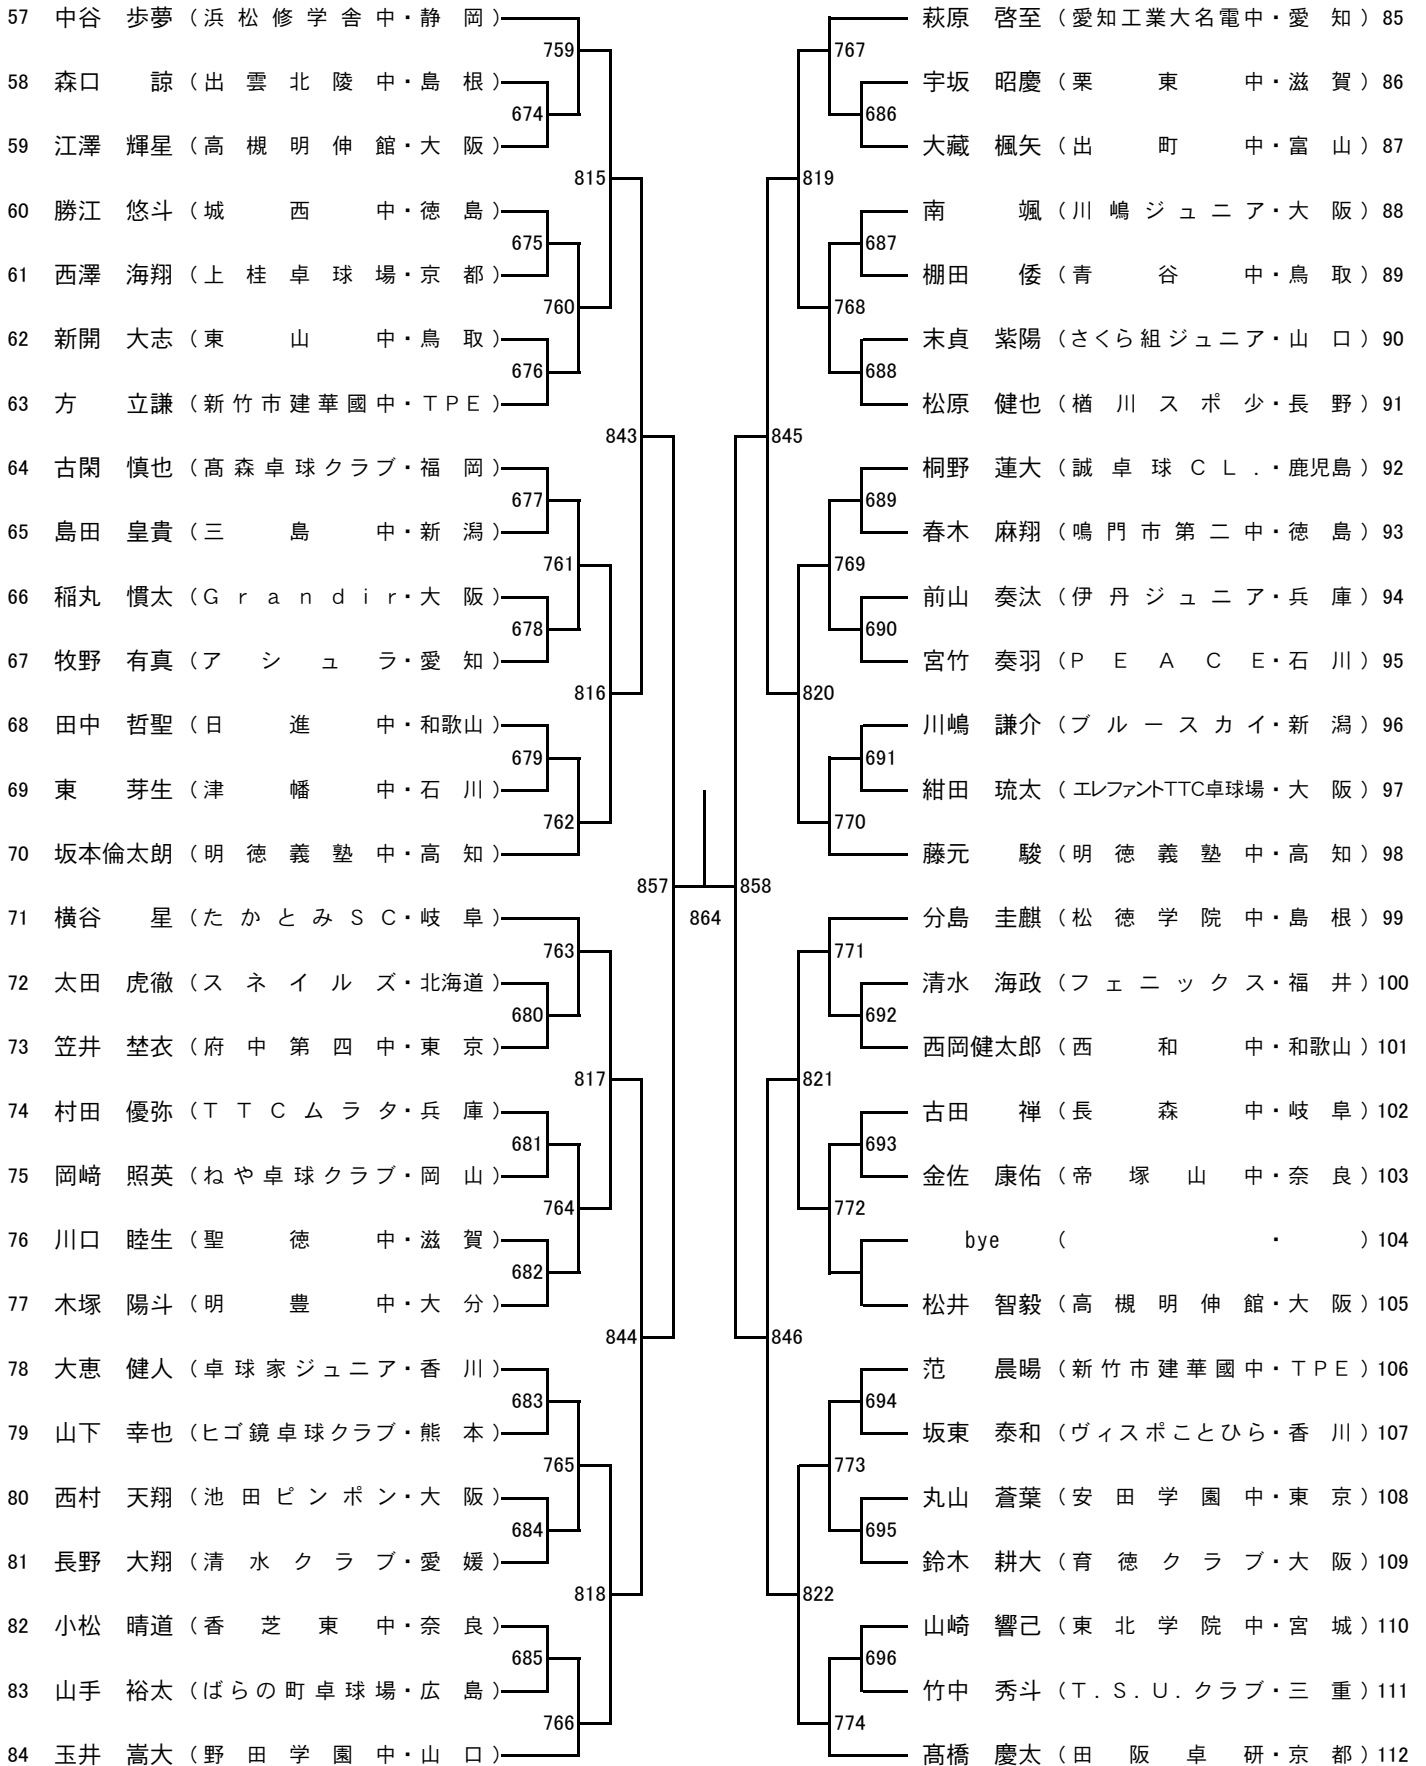 57 中谷 歩夢 (浜松修学舎中・静岡)
759
58 森口 諒 (出雲北陵中・島根)
674
59 江澤 輝星 (高槻明伸館・大阪)
815
60 勝江 悠斗 (城西中・徳島)
675
61 西澤 海翔 (上桂卓球場・京都)
760
62 新開 大志 (東山中・鳥取)
676
63 方 立謙 (新竹市建華國中・TPE)
843
64 古閑 慎也 (髙森卓球クラブ・福岡)
677
65 島田 皇貴 (三島中・新潟)
761
66 稲丸 慣太 (Grandir・大阪)
678
67 牧野 有真 (アシュラ・愛知)
816
68 田中 哲聖 (日進中・和歌山)
679
69 東 芽生 (津幡中・石川)
762
70 坂本倫太朗 (明徳義塾中・高知)
857
71 横谷 星 (たかとみSC・岐阜)
763
72 太田 虎徹 (スネイルズ・北海道)
680
73 笠井 埜衣 (府中第四中・東京)
817
74 村田 優弥 (TTCムラタ・兵庫)
681
75 岡﨑 照英 (ねや卓球クラブ・岡山)
764
76 川口 睦生 (聖徳中・滋賀)
682
77 木塚 陽斗 (明豊中・大分)
844
78 大恵 健人 (卓球家ジュニア・香川)
683
79 山下 幸也 (ヒゴ鏡卓球クラブ・熊本)
765
80 西村 天翔 (池田ピンポン・大阪)
684
81 長野 大翔 (清水クラブ・愛媛)
818
82 小松 晴道 (香芝東中・奈良)
685
83 山手 裕太 (ばらの町卓球場・広島)
766
84 玉井 嵩大 (野田学園中・山口)
864
萩原 啓至 (愛知工業大名電中・愛知) 85
767
宇坂 昭慶 (栗東中・滋賀) 86
686
大藏 楓矢 (出町中・富山) 87
819
南 颯 (川嶋ジュニア・大阪) 88
687
棚田 倭 (青谷中・鳥取) 89
768
末貞 紫陽 (さくら組ジュニア・山口) 90
688
松原 健也 (楢川スポ少・長野) 91
845
桐野 蓮大 (誠卓球CL.・鹿児島) 92
689
春木 麻翔 (鳴門市第二中・徳島) 93
769
前山 奏汰 (伊丹ジュニア・兵庫) 94
690
宮竹 奏羽 (PEACE・石川) 95
820
川嶋 謙介 (ブルースカイ・新潟) 96
691
紺田 琉太 (エレファントTTC卓球場・大阪) 97
770
藤元 駿 (明徳義塾中・高知) 98
858
分島 圭麒 (松徳学院中・島根) 99
771
清水 海政 (フェニックス・福井) 100
692
西岡健太郎 (西和中・和歌山) 101
821
古田 禅 (長森中・岐阜) 102
693
金佐 康佑 (帝塚山中・奈良) 103
772
bye ( ・ ) 104
松井 智毅 (高槻明伸館・大阪) 105
846
范 晨暘 (新竹市建華國中・TPE) 106
694
坂東 泰和 (ヴィスポことひら・香川) 107
773
丸山 蒼葉 (安田学園中・東京) 108
695
鈴木 耕大 (育徳クラブ・大阪) 109
822
山崎 響己 (東北学院中・宮城) 110
696
竹中 秀斗 (T.S.U.クラブ・三重) 111
774
髙橋 慶太 (田阪卓研・京都) 112